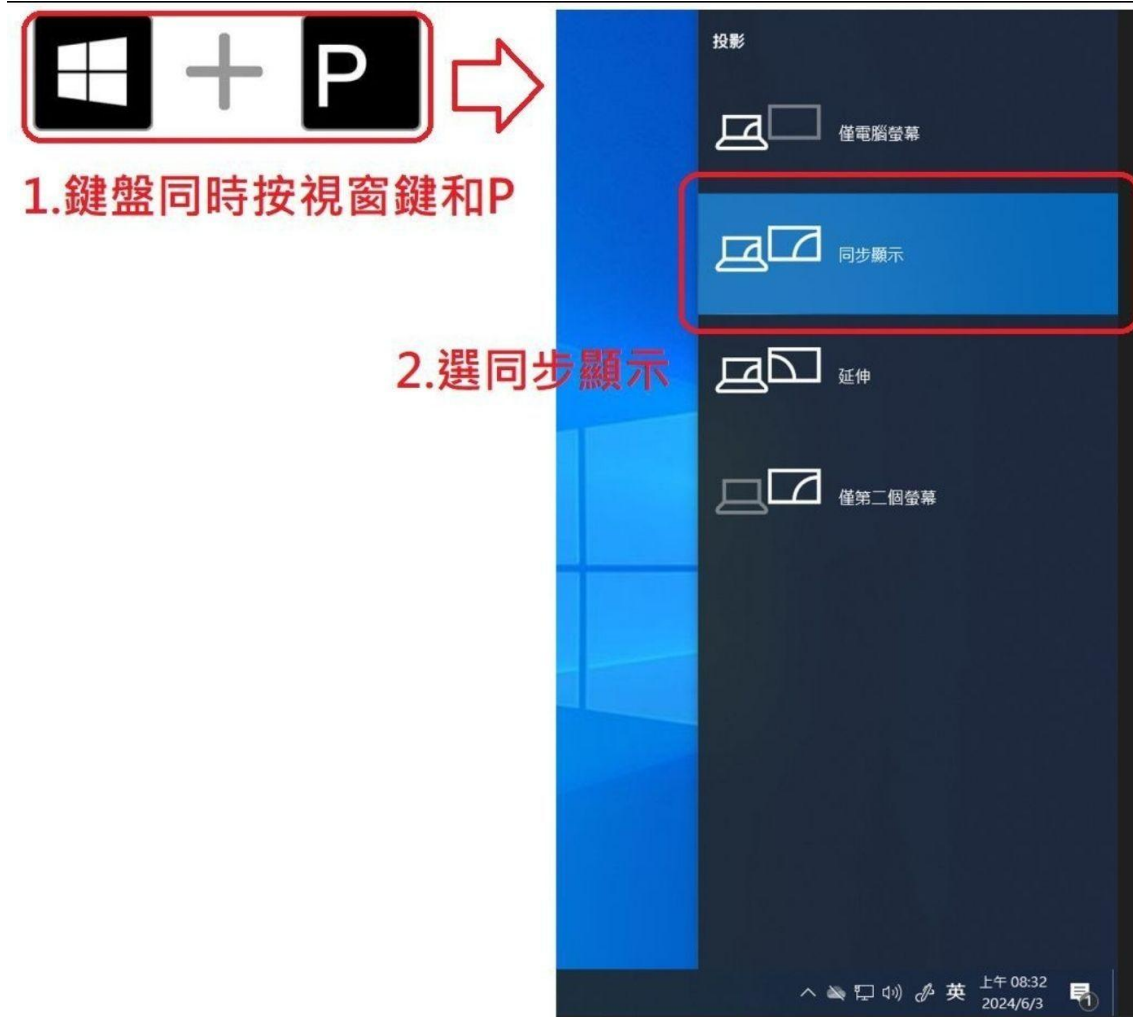 P
1.鍵盤同時按視窗鍵和P
2.選同步顯示
投影
僅電腦螢幕
同步顯示
延伸
僅第二個螢幕
英
上午 08:32
2024/6/3
1